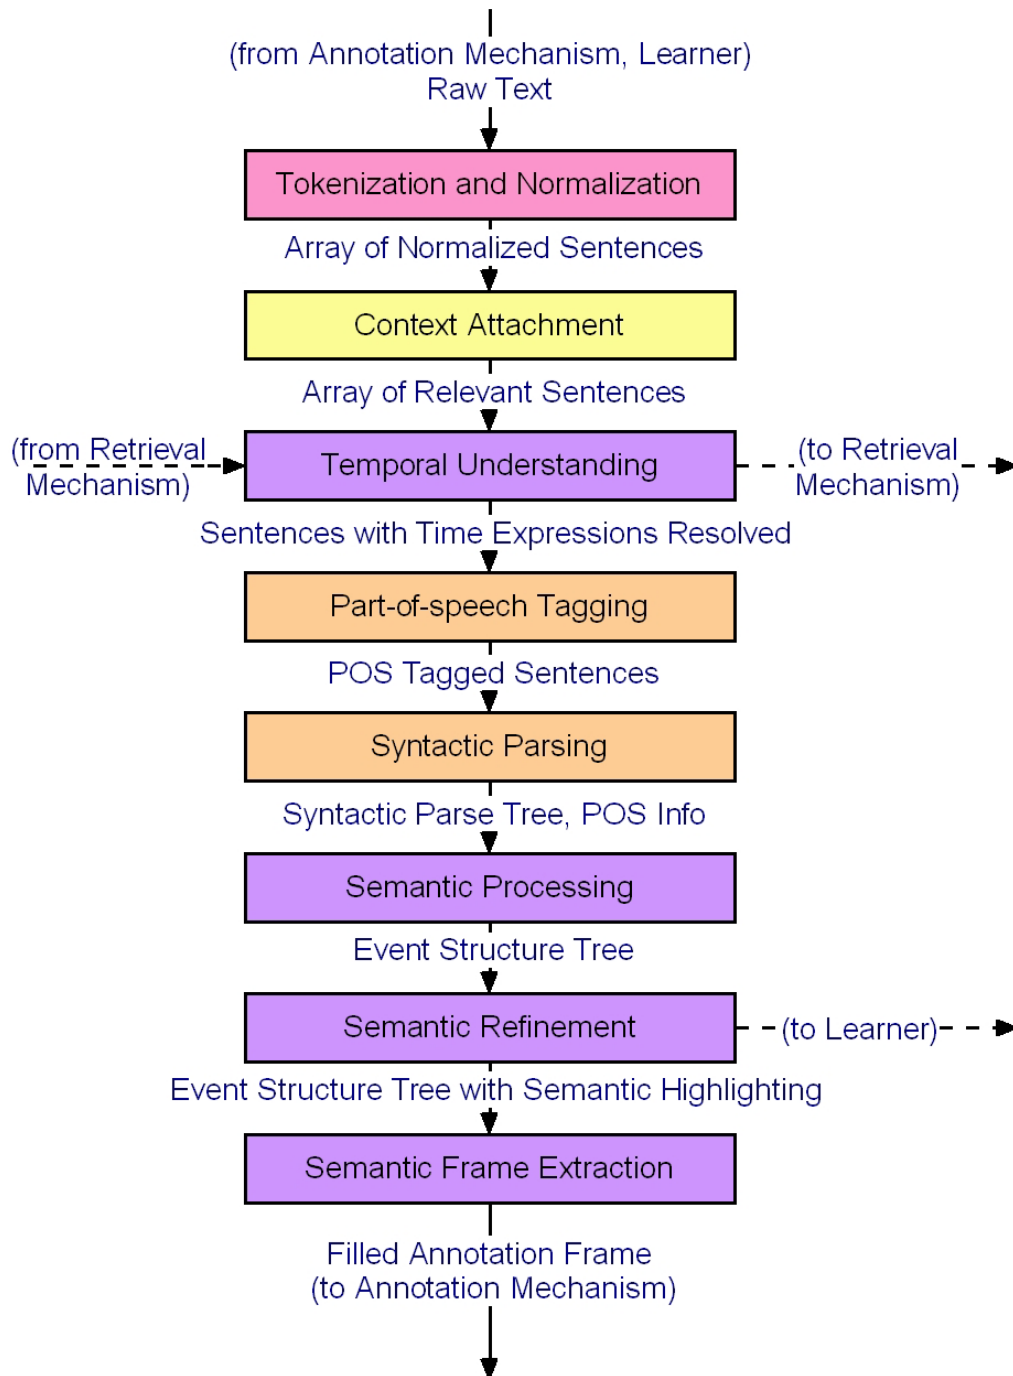 (from Annotation Mechanism, Learner)
Raw Text
Tokenization and Normalization
Array of Normalized Sentences
Context Attachment
Array of Relevant Sentences
(from Retrieval
Mechanism)
Temporal Understanding
(to Retrieval
Mechanism)
Sentences with Time Expressions Resolved
Part-of-speech Tagging
POS Tagged Sentences
Syntactic Parsing
Syntactic Parse Tree, POS Info
Semantic Processing
Event Structure Tree
Semantic Refinement
(to Learner)
Event Structure Tree with Semantic Highlighting
Semantic Frame Extraction
Filled Annotation Frame
(to Annotation Mechanism)